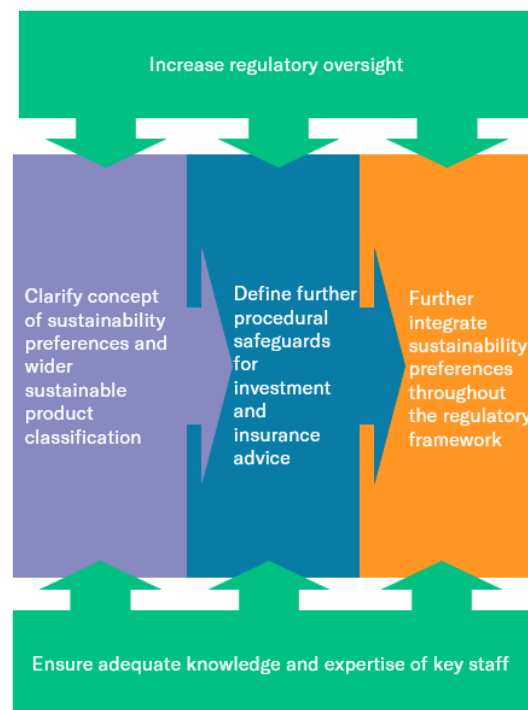 Increase regulatory oversight
Clarify concept
of sustainability
preferences and
wider
sustainable
product
classification
Define further
procedural
safeguards
for
investment
and
insurance
advice
Further
integrate
sustainability
preferences
throughout
the regulatory
framework
Ensure adequate knowledge and expertise of key staff